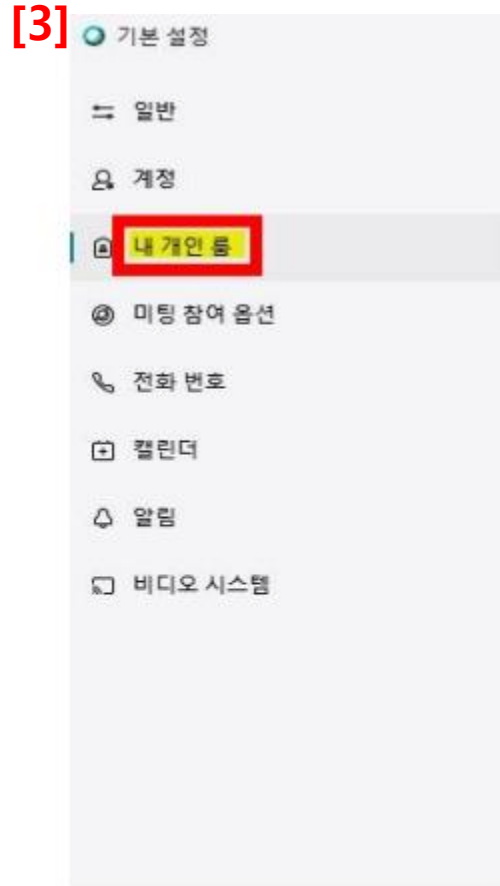 [3]
기본 설정
일반
계정
내 개인 룸
미팅 참여 옵션
전화 번호
캘린더
알림
비디오 시스템